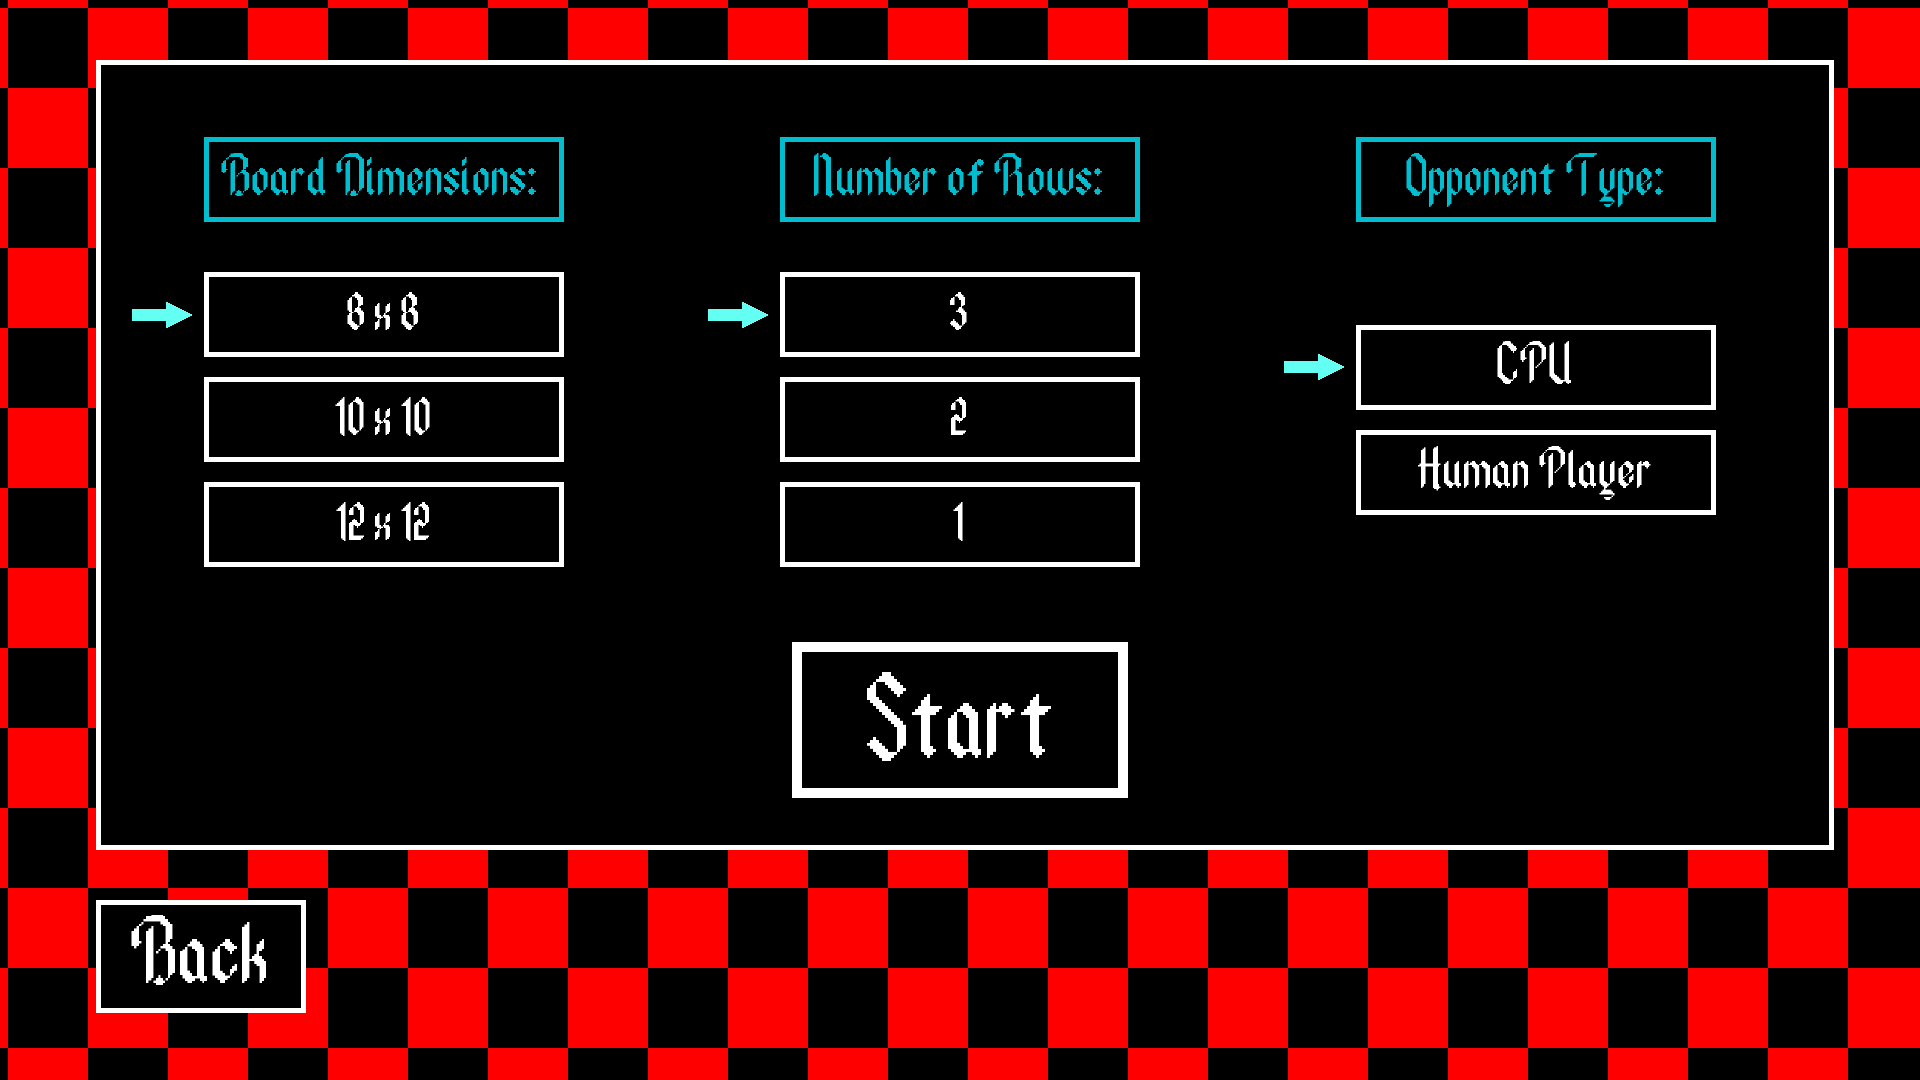 Board Dimensions:
8 x 8
10 x 10
12 x 12
Number of Rows:
3
2
1
Opponent Type:
CPU
Human Player
Start
Back